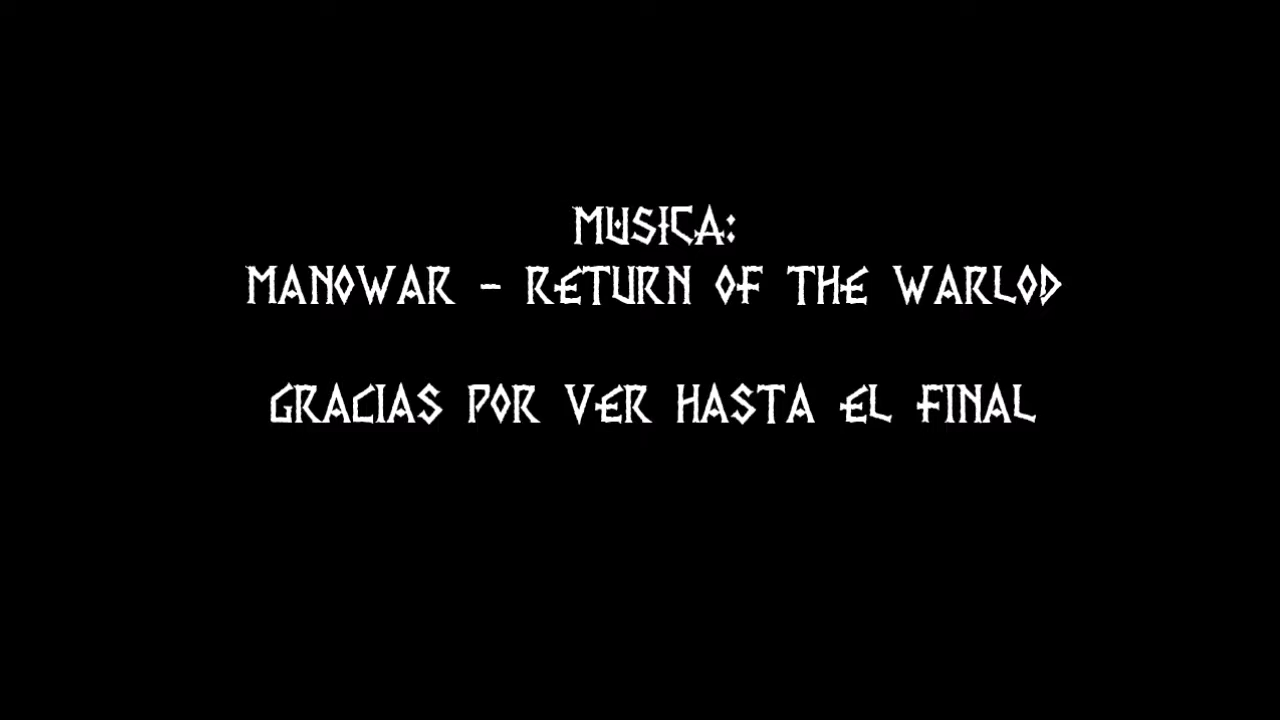 MUSICA:
MANOWAR - RETURN OF THE WARLOD
GRACIAS POR VER HASTA EL FINAL